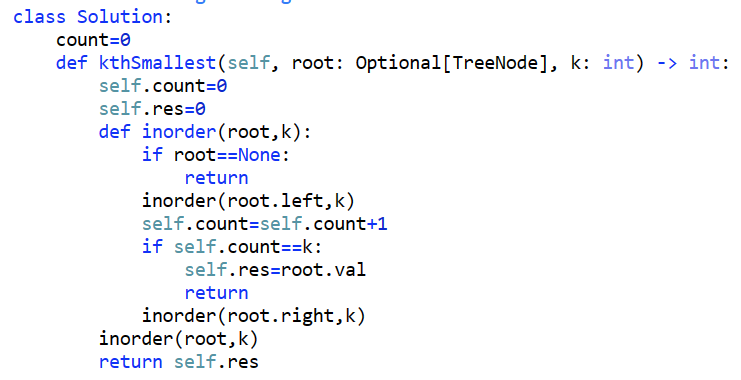 class Solution:
    count=0
    def kthSmallest(self, root: Optional[TreeNode], k: int) -> int:
        self.count=0
        self.res=0
        def inorder(root,k):
            if root==None:
                return
            inorder(root.left,k)
            self.count=self.count+1
            if self.count==k:
                self.res=root.val
                return
            inorder(root.right,k)
        inorder(root,k)
        return self.res